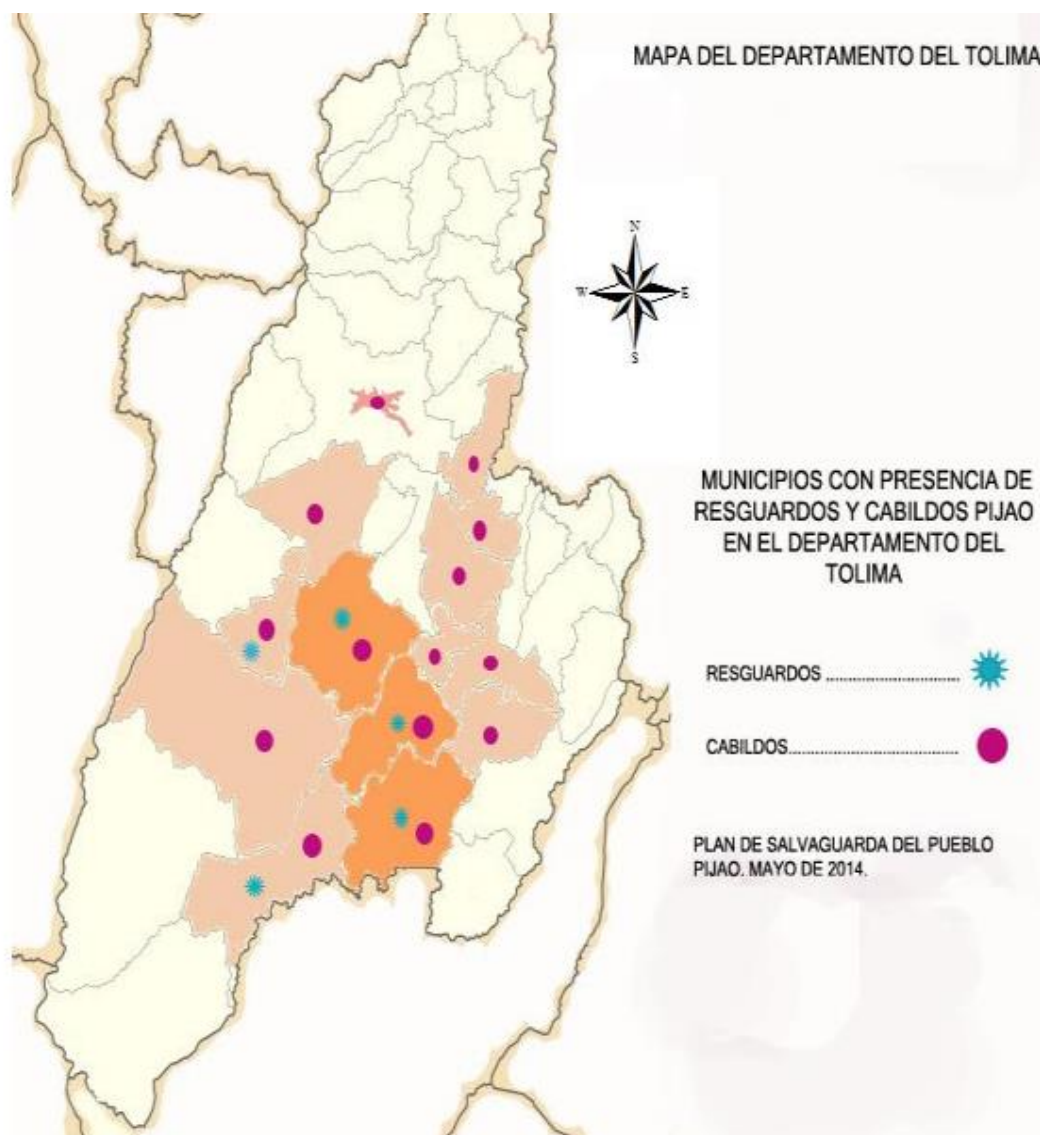 MAPA DEL DEPARTAMENTO DEL TOLIMA
N
W
E
S
MUNICIPIOS CON PRESENCIA DE
RESGUARDOS Y CABILDOS PIJAO
EN EL DEPARTAMENTO DEL
TOLIMA
RESGUARDOS ..............................
CABILDOS......................................
PLAN DE SALVAGUARDA DEL PUEBLO
PIJAO. MAYO DE 2014.